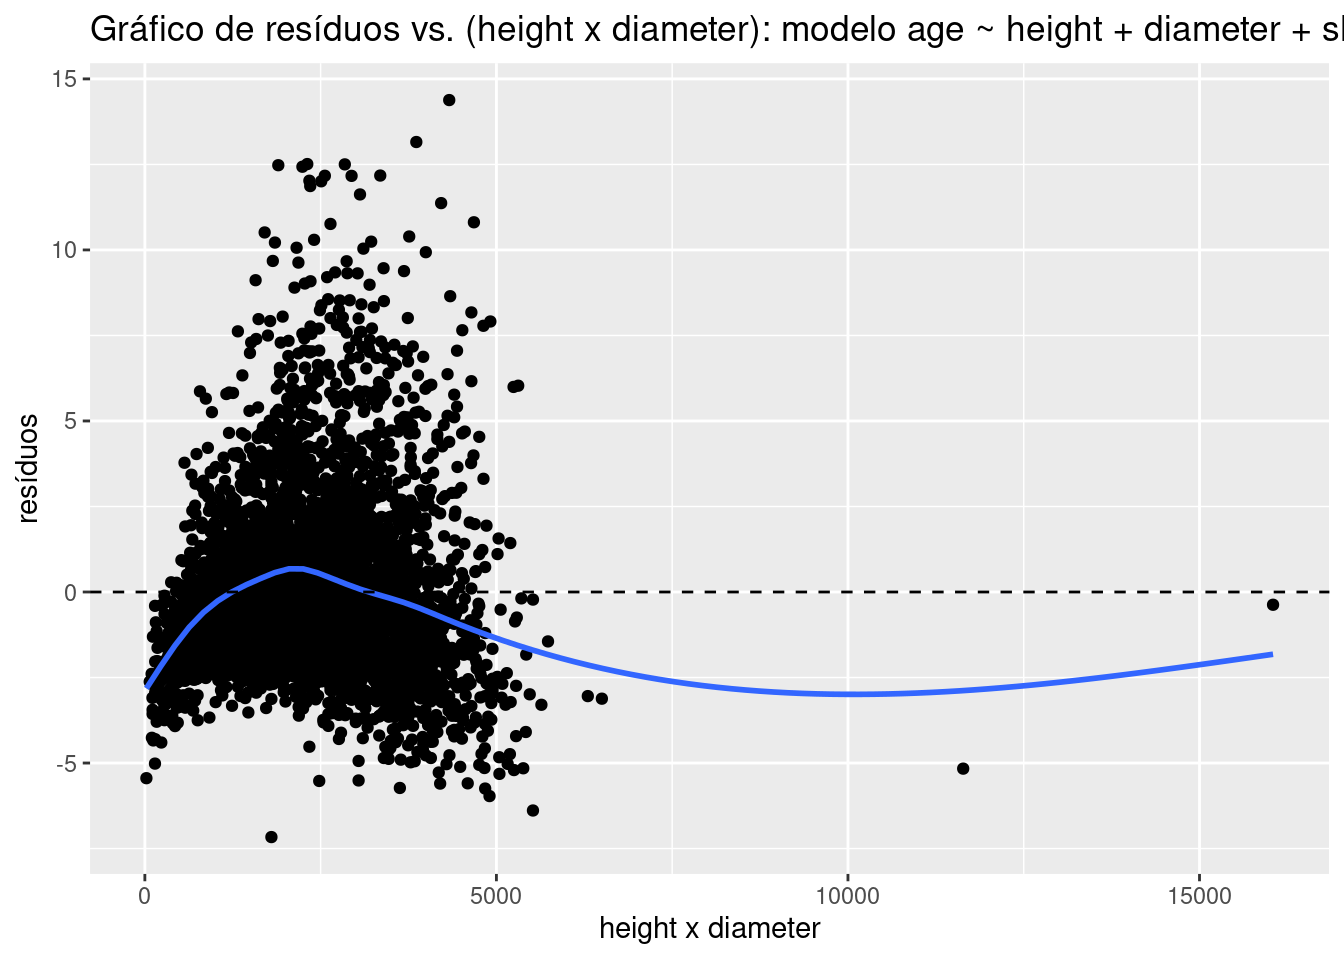 Gráfico de resíduos vs. (height x diameter): modelo age ~ height + diameter + sl
15
10
5
0
-5
resíduos
0 5000 10000 15000
height x diameter